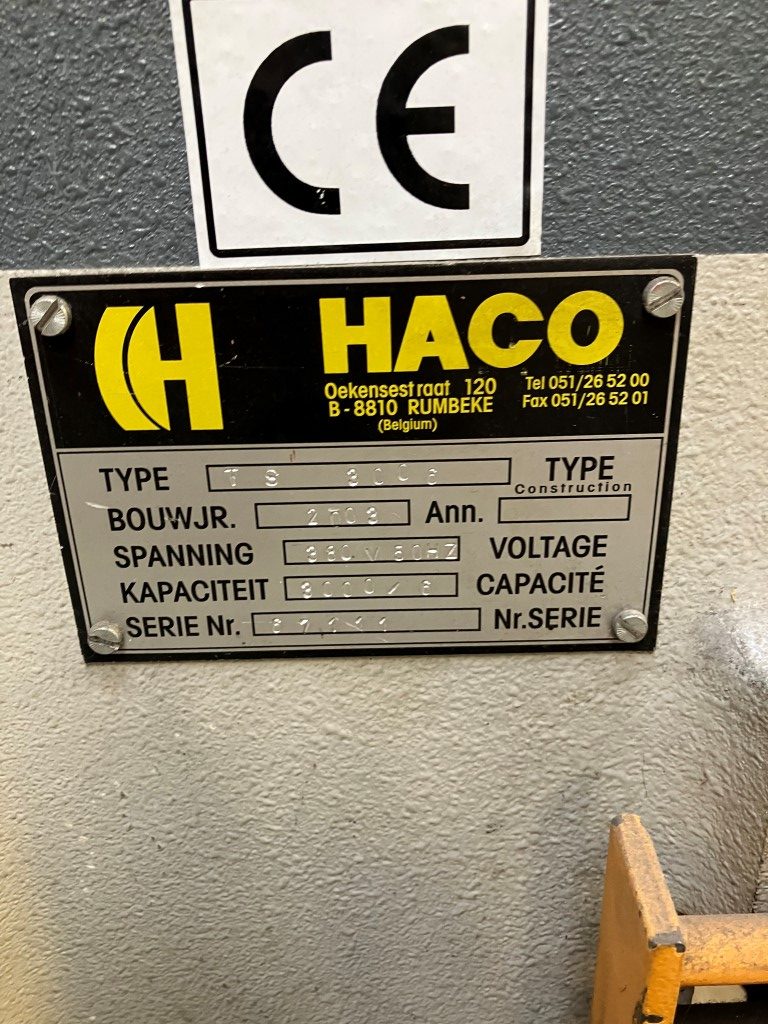 CE
H HACO
Oekensestraat 120 Tel 051/26 52 00
B-8810 RUMBEKE Fax 051/26 52 01
(Belgium)
TYPE TS 3006 TYPE
Construction
BOUWJR. 2003 Ann.
SPANNING 380 V 50HZ VOLTAGE
KAPACITEIT 3000/6 CAPACITÉ
SERIE Nr. Nr.SERIE